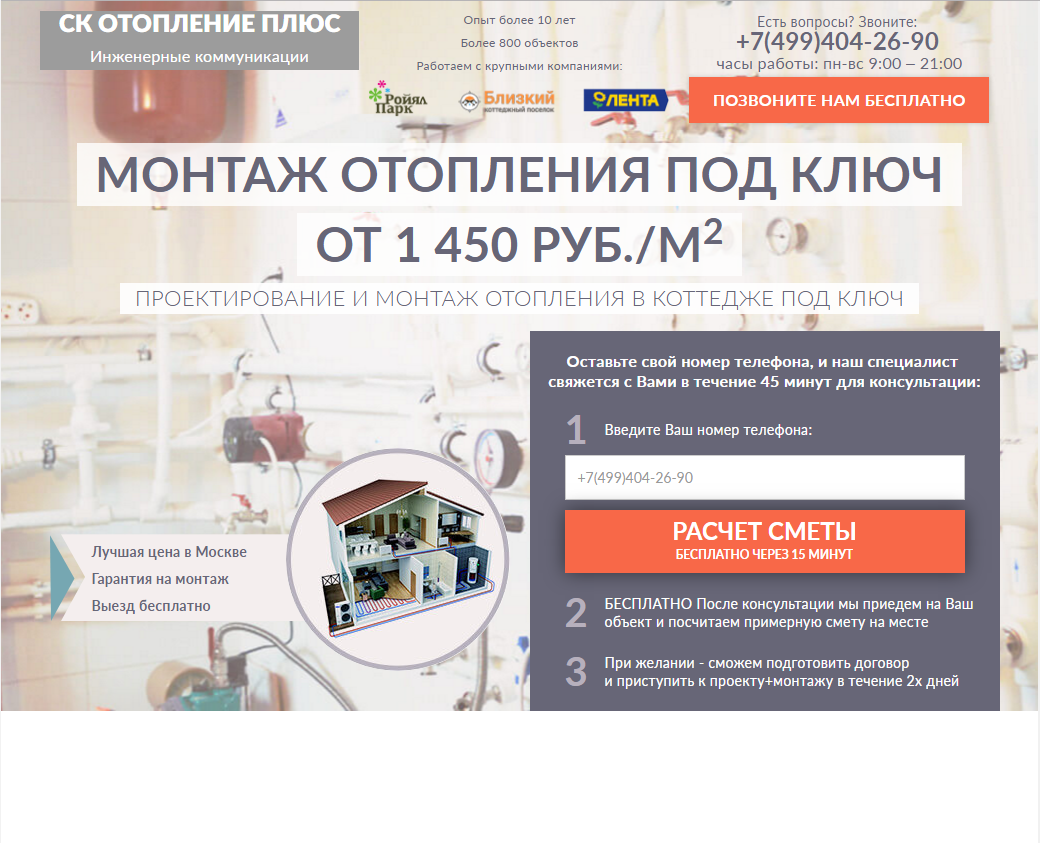 СК ОТОПЛЕНИЕ ПЛЮС
Инженерные коммуникации
Опыт более 10 лет
Более 800 объектов
Работаем с крупными компаниями:
Ройял
Парк
Близкий
коттеджный поселок
ЛЕНТА
Есть вопросы? Звоните:
+7(499)404-26-90
часы работы: пн-вс 9:00 – 21:00
ПОЗВОНИТЕ НАМ БЕСПЛАТНО
МОНТАЖ ОТОПЛЕНИЯ ПОД КЛЮЧ
ОТ 1 450 РУБ./М²
ПРОЕКТИРОВАНИЕ И МОНТАЖ ОТОПЛЕНИЯ В КОТТЕДЖЕ ПОД КЛЮЧ
Лучшая цена в Москве
Гарантия на монтаж
Выезд бесплатно
Оставьте свой номер телефона, и наш специалист
свяжется с Вами в течение 45 минут для консультации:
1 Введите Ваш номер телефона:
+7(499)404-26-90
РАСЧЕТ СМЕТЫ
БЕСПЛАТНО ЧЕРЕЗ 15 МИНУТ
2 БЕСПЛАТНО После консультации мы приедем на Ваш
объект и посчитаем примерную смету на месте
3 При желании - сможем подготовить договор
и приступить к проекту+монтажу в течение 2х дней